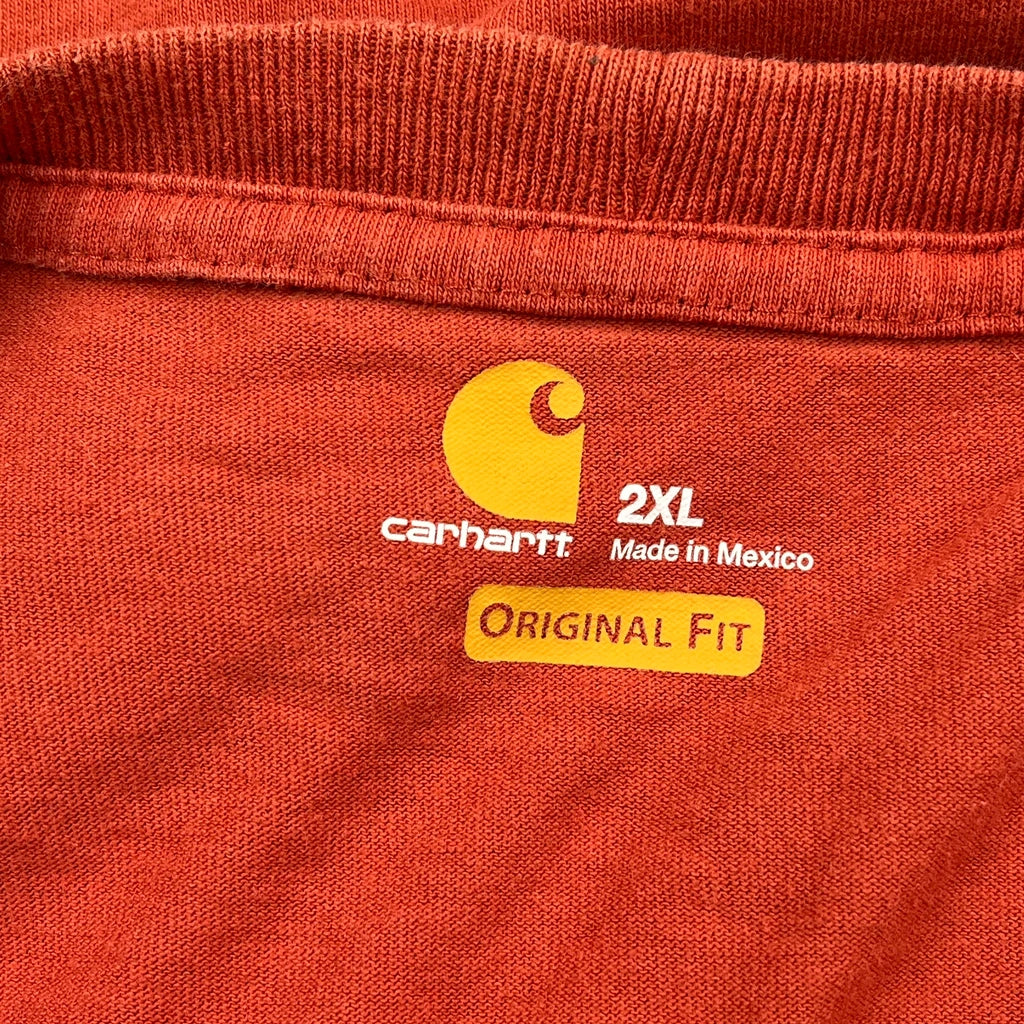 carhartt
2XL
Made in Mexico
ORIGINAL FIT